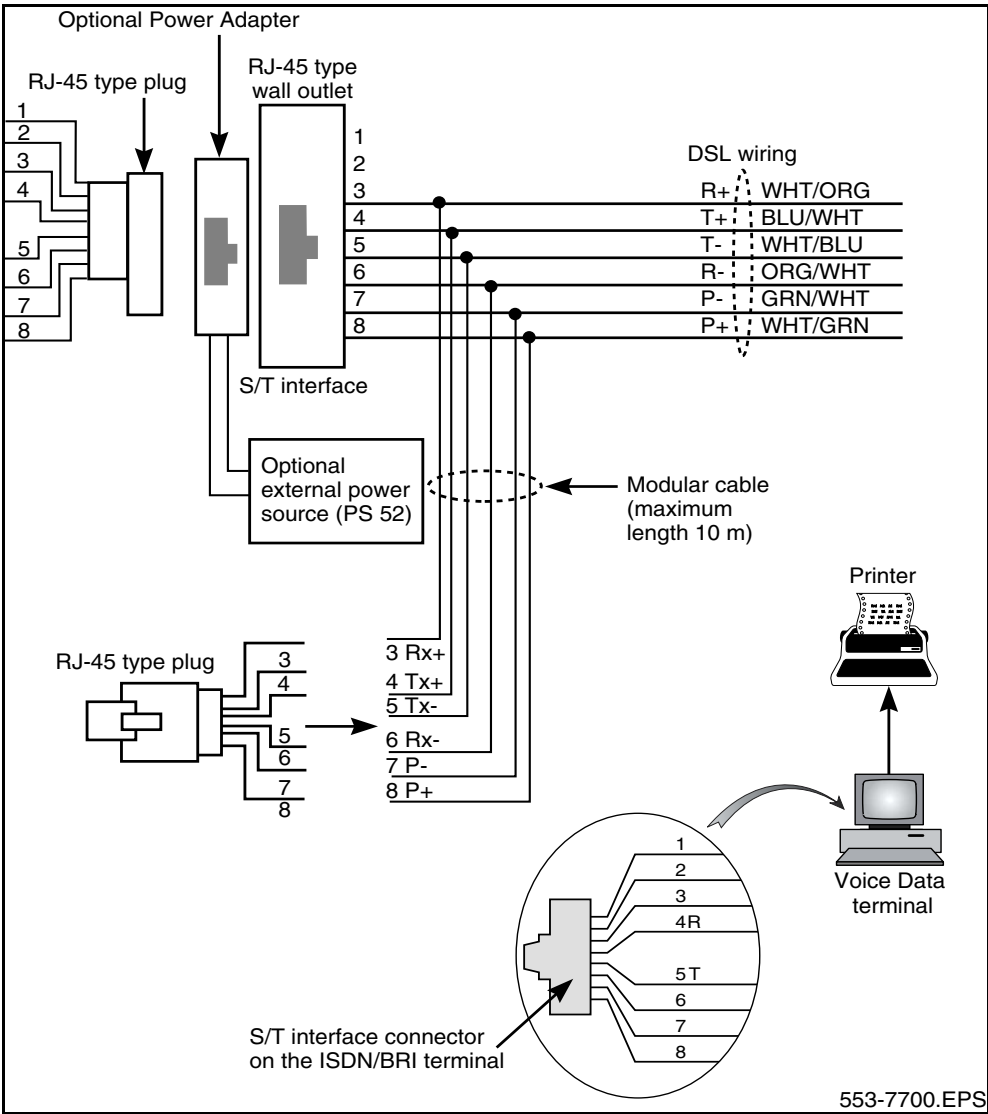 Optional Power Adapter
RJ-45 type plug
RJ-45 type
wall outlet
1
2
3
4
5
6
7
8
1
2
3
4
5
6
7
8
DSL wiring
R+ WHT/ORG
T+ BLU/WHT
T- WHT/BLU
R- ORG/WHT
P- GRN/WHT
P+ WHT/GRN
S/T interface
Optional
external power
source (PS 52)
Modular cable
(maximum
length 10 m)
Printer
RJ-45 type plug
3
4
5
6
7
8
3 Rx+
4 Tx+
5 Tx-
6 Rx-
7 P-
8 P+
Voice Data
terminal
1
2
3
4R
5T
6
7
8
S/T interface connector
on the ISDN/BRI terminal
553-7700.EPS